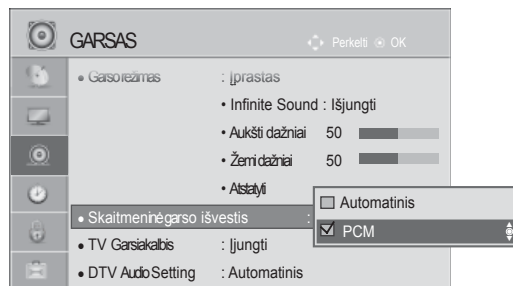 GARSAS
Perkelti OK
• Garso režimas : Įprastas
• Infinite Sound : Išjungti
• Aukšti dažniai 50
• Žemi dažniai 50
• Atstatyti
• Skaitmeninė garso išvestis :
Automatinis
PCM
• TV Garsiakalbis : Įjungti
• DTV Audio Setting : Automatinis